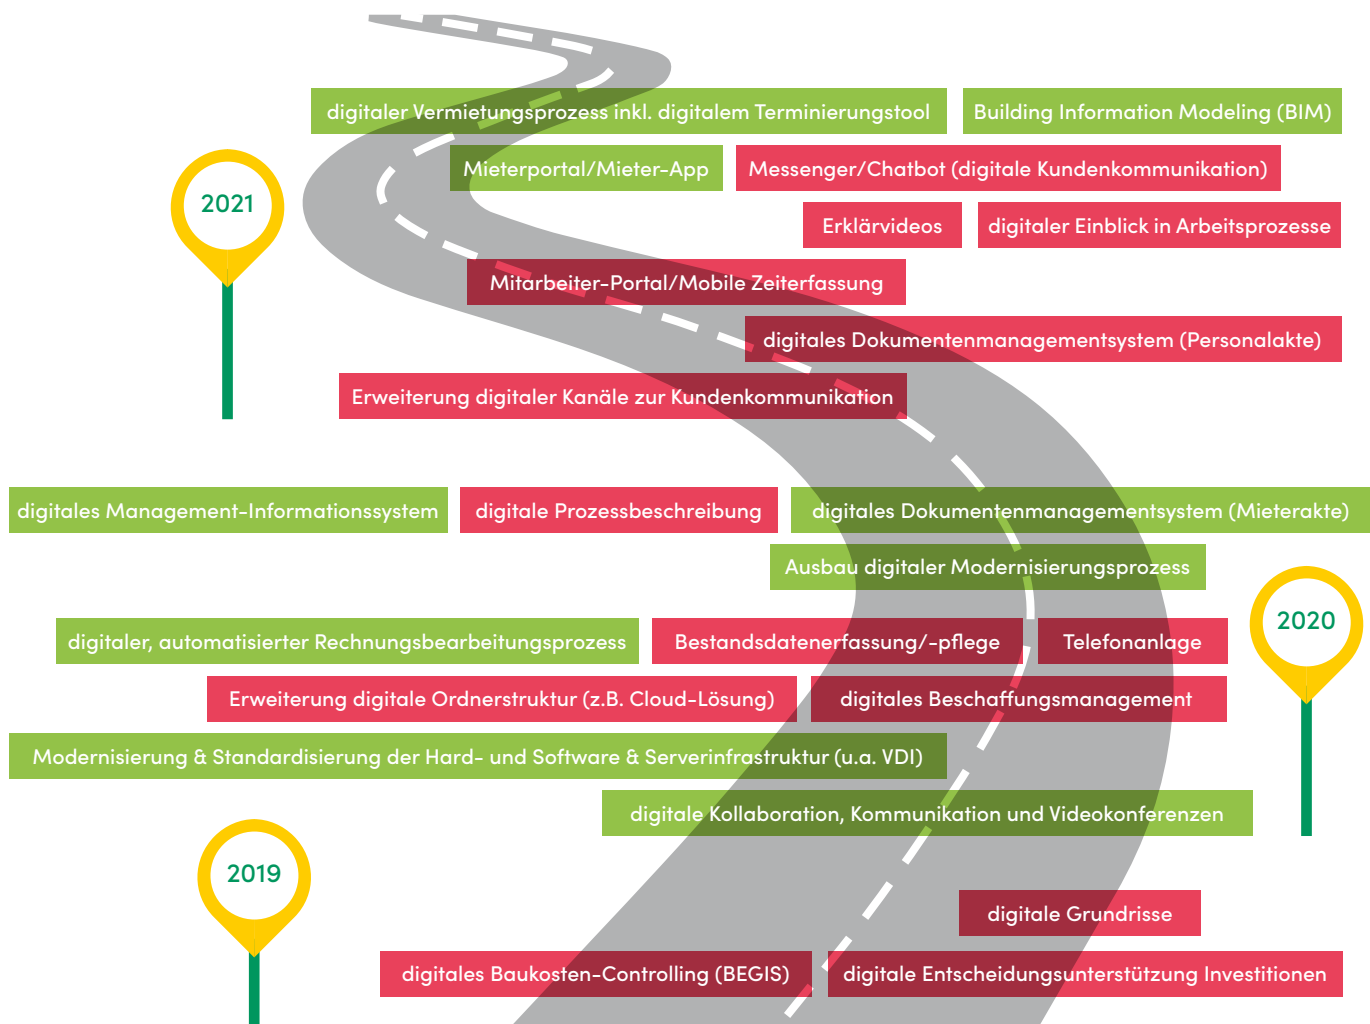 digitaler Vermietungsprozess inkl. digitalem Terminierungstool
Building Information Modeling (BIM)
Mieterportal/Mieter-App
Messenger/Chatbot (digitale Kundenkommunikation)
2021
Erklärvideos
digitaler Einblick in Arbeitsprozesse
Mitarbeiter-Portal/Mobile Zeiterfassung
digitales Dokumentenmanagementsystem (Personalakte)
Erweiterung digitaler Kanäle zur Kundenkommunikation
digitales Management-Informationssystem
digitale Prozessbeschreibung
digitales Dokumentenmanagementsystem (Mieterakte)
Ausbau digitaler Modernisierungsprozess
2020
digitaler, automatisierter Rechnungsbearbeitungsprozess
Bestandsdatenerfassung/-pflege
Telefonanlage
Erweiterung digitale Ordnerstruktur (z.B. Cloud-Lösung)
digitales Beschaffungsmanagement
Modernisierung & Standardisierung der Hard- und Software & Serverinfrastruktur (u.a. VDI)
digitale Kollaboration, Kommunikation und Videokonferenzen
2019
digitale Grundrisse
digitales Baukosten-Controlling (BEGIS)
digitale Entscheidungsunterstützung Investitionen